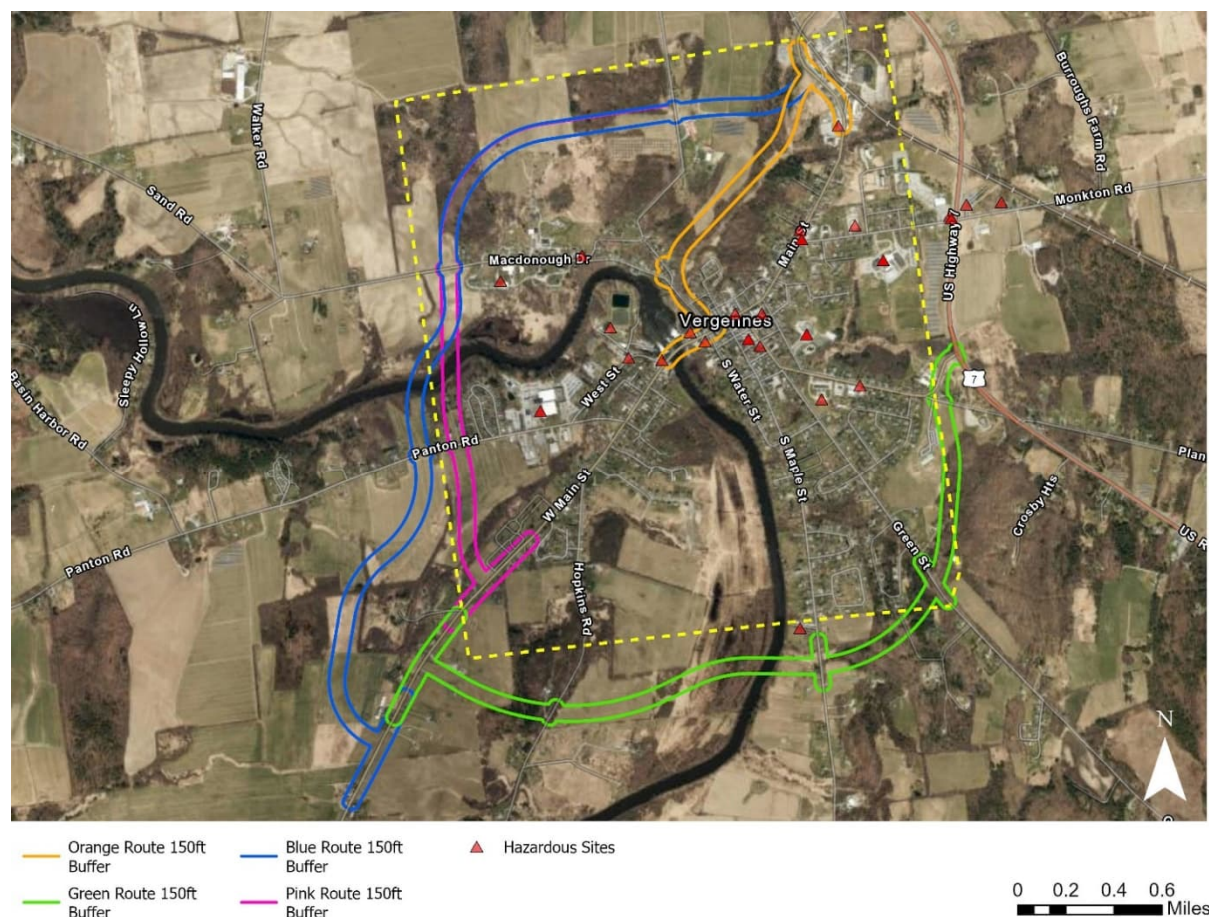 Burroughs Farm Rd
Walker Rd
Sand Rd
Monkton Rd
Main St
US Highway 7
Macdonough Dr
Sleepy Hollow Ln
Vergennes
Basin Harbor Rd
West St
S Water St
7
Panton Rd
S Maple St
Plan
W Main St
Crosby Hts
US R
Panton Rd
Green St
Hopkins Rd
N
Orange Route 150ft
Buffer
Blue Route 150ft
Buffer
Hazardous Sites
Green Route 150ft
Buffer
Pink Route 150ft
Buffer
0 0.2 0.4 0.6
Miles